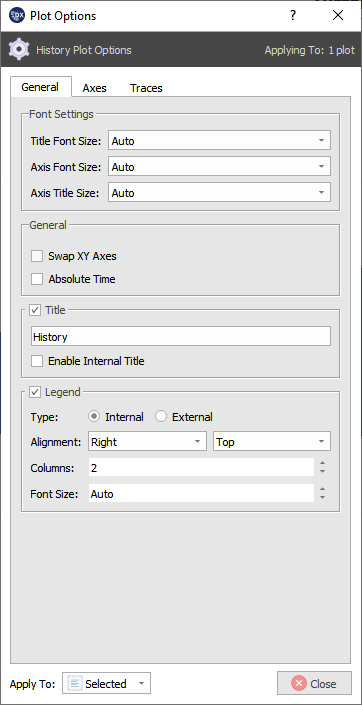 Plot Options
?
History Plot Options
Applying To: 1 plot
General
Axes
Traces
Font Settings
Title Font Size: Auto
Axis Font Size: Auto
Axis Title Size: Auto
General
Swap XY Axes
Absolute Time
Title
History
Enable Internal Title
Legend
Type: Internal External
Alignment: Right Top
Columns: 2
Font Size: Auto
Apply To: Selected
Close